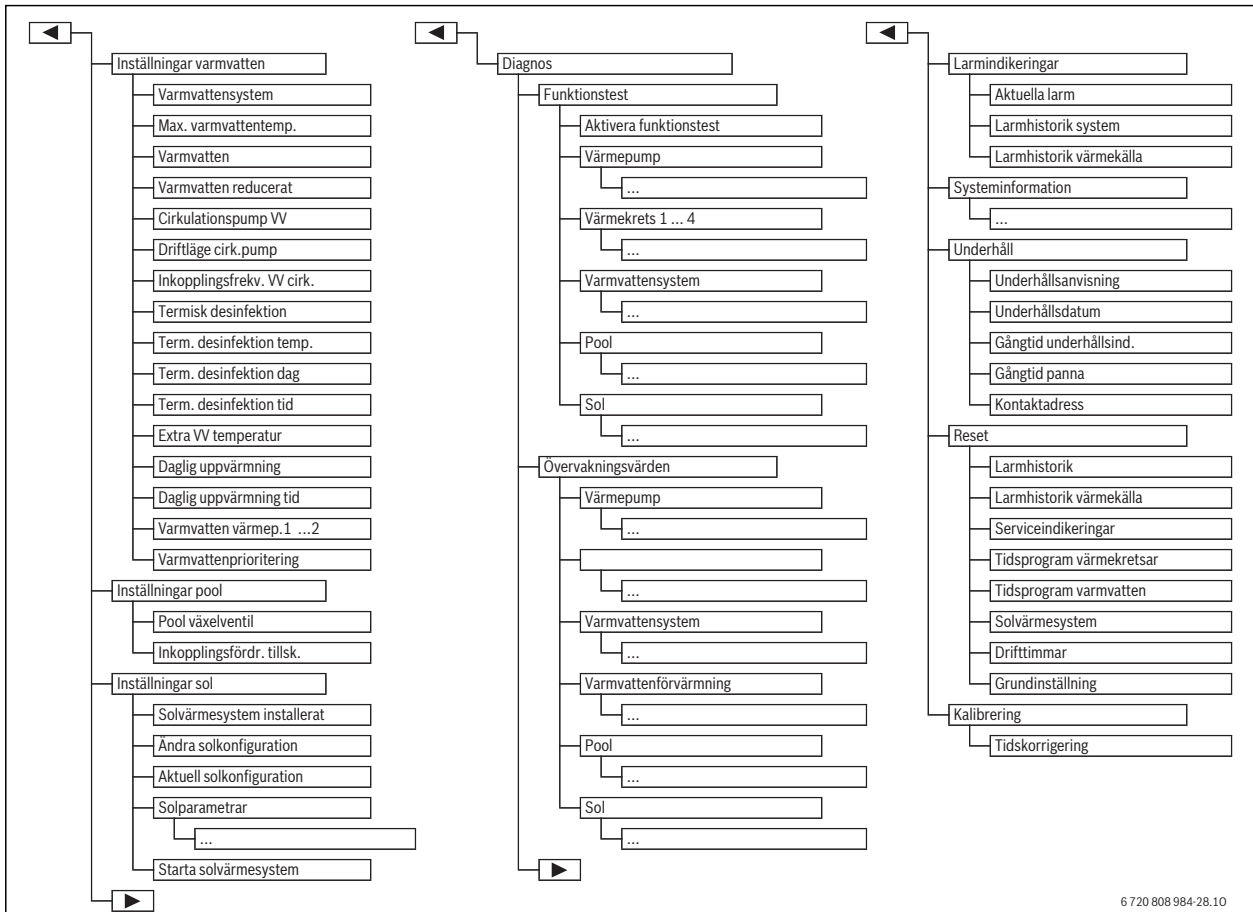 Inställningar varmvatten
Varmvattensystem
Max. varmvattentemp.
Varmvatten
Varmvatten reducerat
Cirkulationspump VV
Driftläge cirk.pump
Inkopplingsfrekv. VV cirk.
Termisk desinfektion
Term. desinfektion temp.
Term. desinfektion dag
Term. desinfektion tid
Extra VV temperatur
Daglig uppvärmning
Daglig uppvärmning tid
Varmvatten värmep.1 ...2
Varmvattenprioritering
Inställningar pool
Pool växelventil
Inkopplingsfördr. tillsk.
Inställningar sol
Solvärmesystem installerat
Ändra solkonfiguration
Aktuell solkonfiguration
Solparametrar
...
Starta solvärmesystem
Diagnos
Funktionstest
Aktivera funktionstest
Värmepump
...
Värmekrets 1 ... 4
...
Varmvattensystem
...
Pool
...
Sol
...
Övervakningsvärden
Värmepump
...
...
Varmvattensystem
...
Varmvattenförvärmning
...
Pool
...
Sol
...
Larmindikeringar
Aktuella larm
Larmhistorik system
Larmhistorik värmekälla
Systeminformation
...
Underhåll
Underhållsanvisning
Underhållsdatum
Gångtid underhållsind.
Gångtid panna
Kontaktadress
Reset
Larmhistorik
Larmhistorik värmekälla
Serviceindikeringar
Tidsprogram värmekretsar
Tidsprogram varmvatten
Solvärmesystem
Drifttimmar
Grundinställning
Kalibrering
Tidskorrigering
6 720 808 984-28.1O